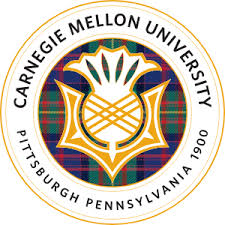 CARNEGIE MELLON UNIVERSITY
PITTSBURGH PENNSYLVANIA 1900